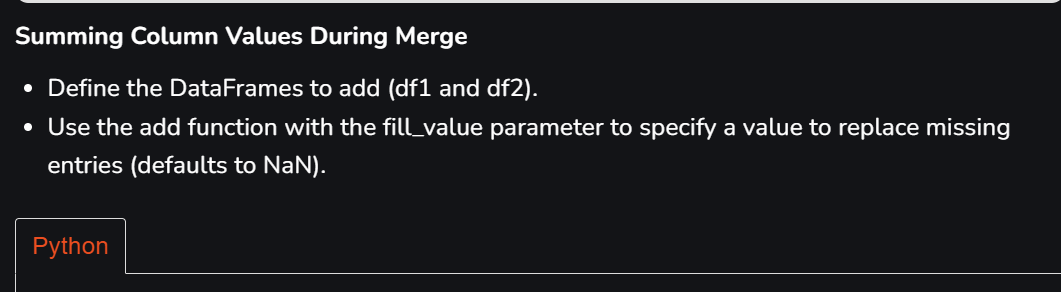 Summing Column Values During Merge
• Define the DataFrames to add (df1 and df2).
• Use the add function with the fill_value parameter to specify a value to replace missing
entries (defaults to NaN).
Python